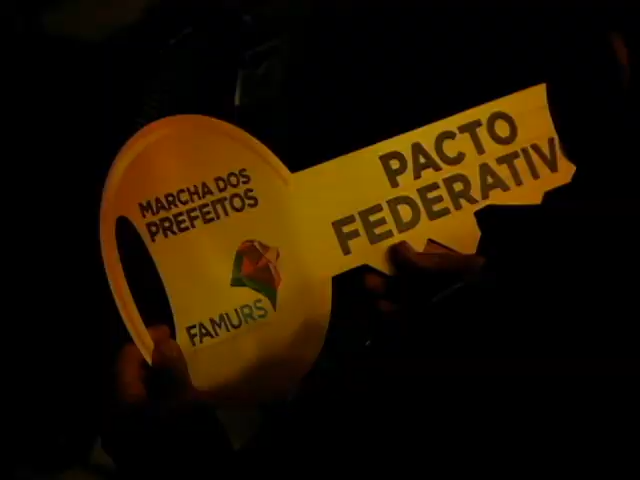 MARCHA DOS
PREFEITOS
FAMURS
PACTO
FEDERATIV